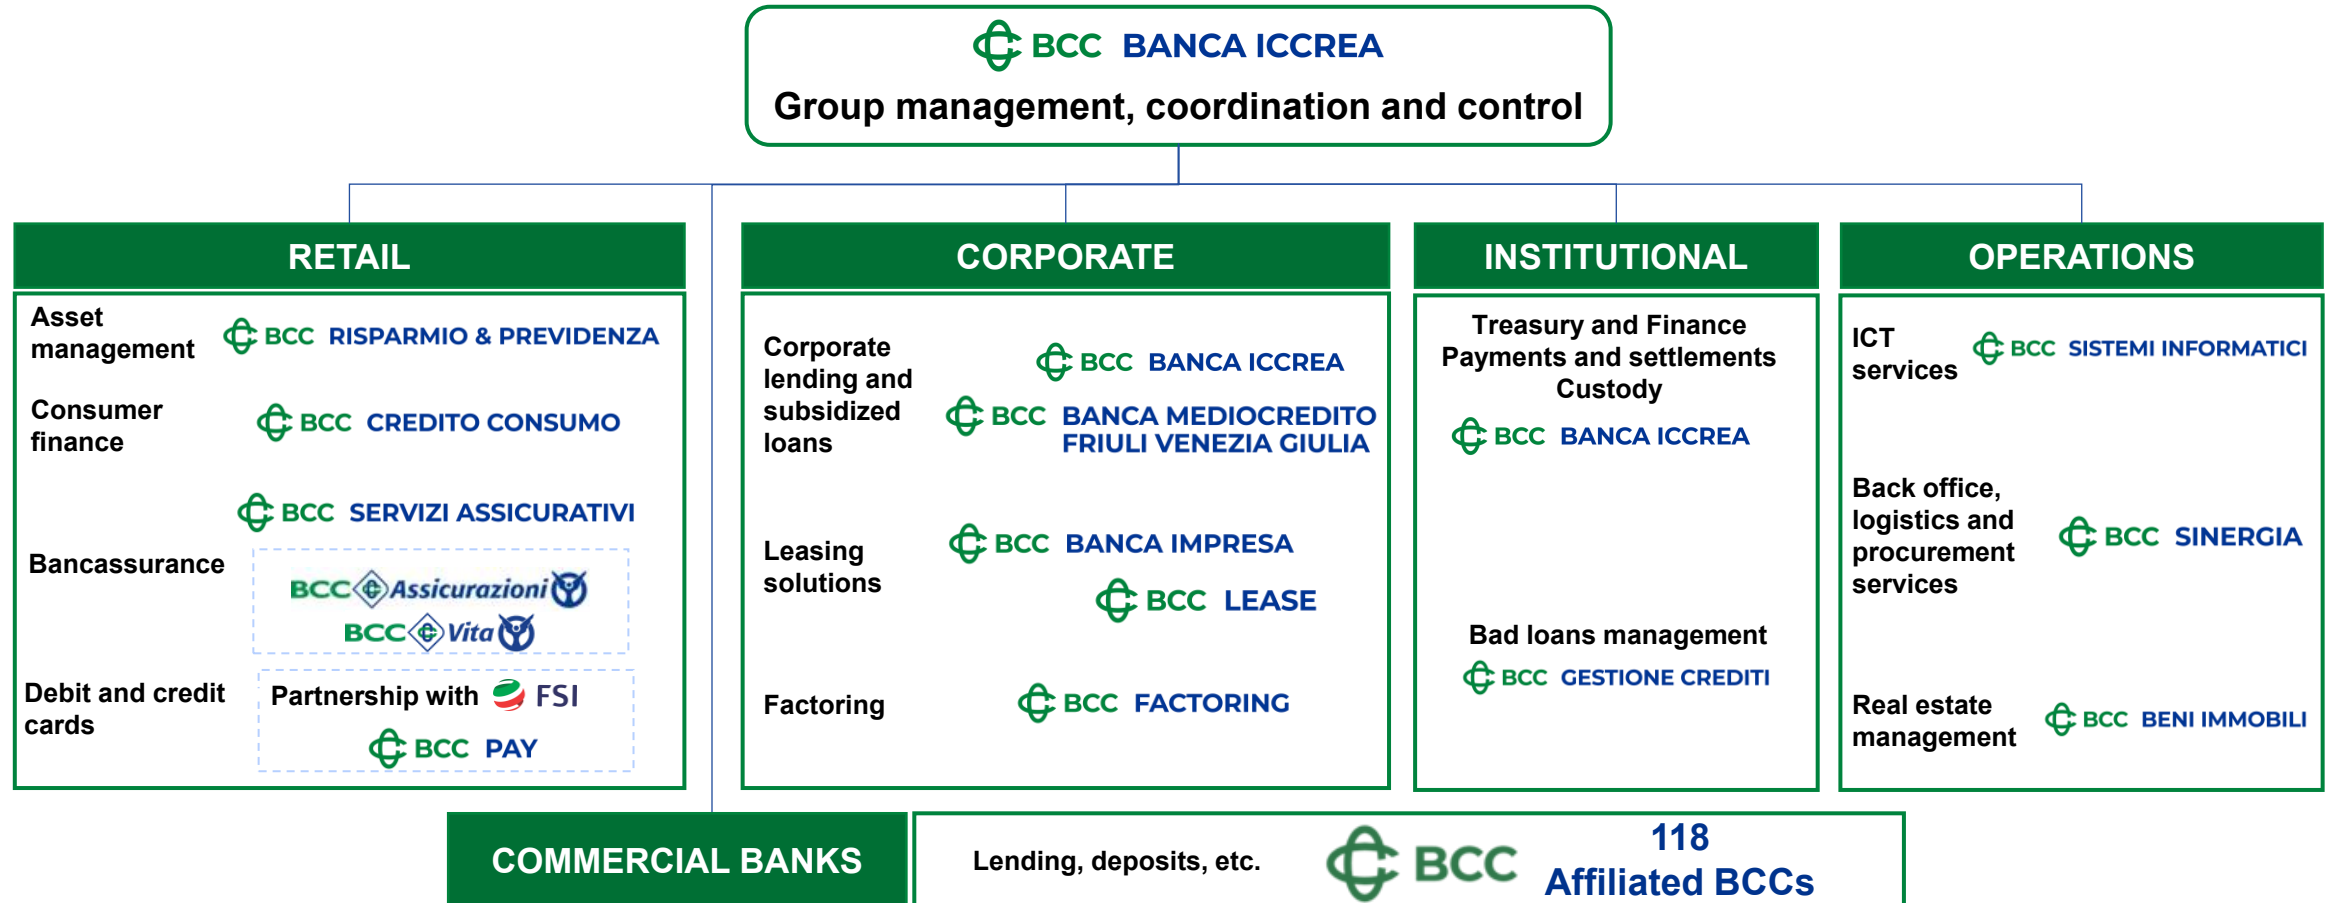 BCC BANCA ICCREA
Group management, coordination and control
RETAIL
Asset
management
BCC RISPARMIO & PREVIDENZA
Consumer
finance
BCC CREDITO CONSUMO
BCC SERVIZI ASSICURATIVI
Bancassurance
BCC Assicurazioni
BCC Vita
Debit and credit
cards
Partnership with FSI
BCC PAY
CORPORATE
Corporate
lending and
subsidized
loans
BCC BANCA ICCREA
BCC BANCA MEDIOCREDITO
FRIULI VENEZIA GIULIA
Leasing
solutions
BCC BANCA IMPRESA
BCC LEASE
Factoring
BCC FACTORING
INSTITUTIONAL
Treasury and Finance
Payments and settlements
Custody
BCC BANCA ICCREA
Bad loans management
BCC GESTIONE CREDITI
OPERATIONS
ICT
services
BCC SISTEMI INFORMATICI
Back office,
logistics and
procurement
services
BCC SINERGIA
Real estate
management
BCC BENI IMMOBILI
COMMERCIAL BANKS
Lending, deposits, etc.
BCC
118
Affiliated BCCs